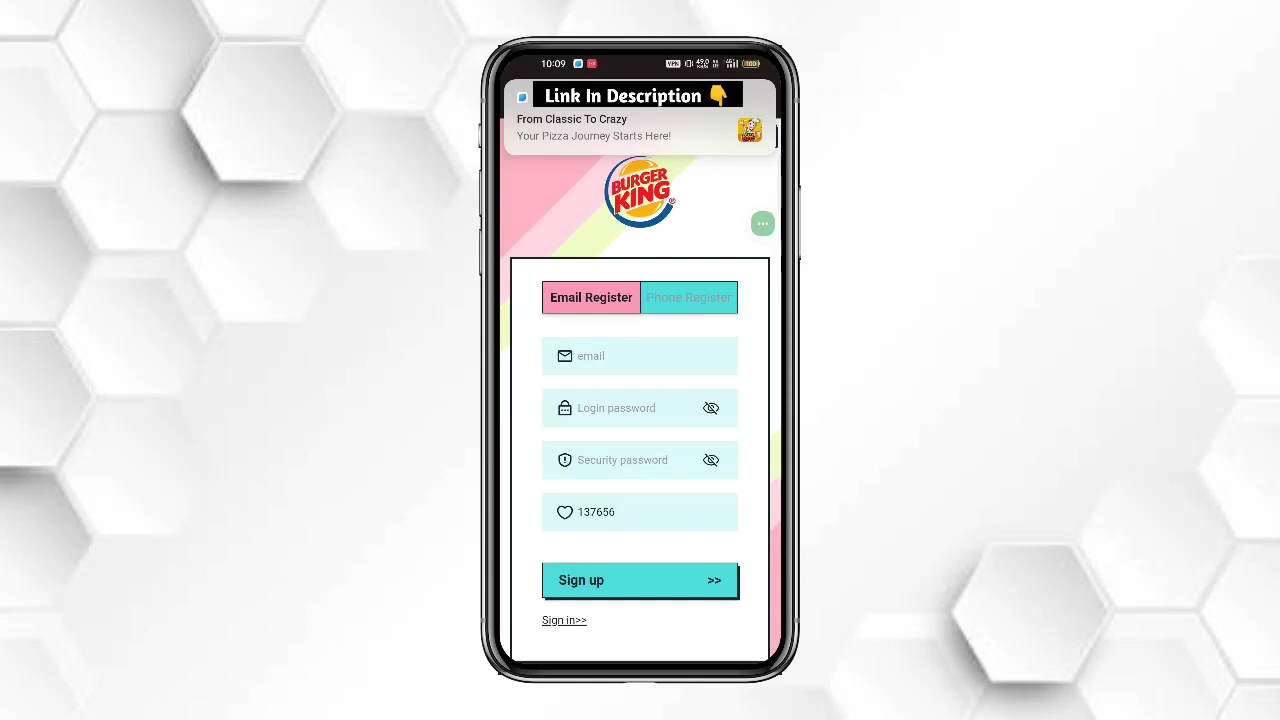 10:09
VPN
Link In Description 👇
From Classic To Crazy
Your Pizza Journey Starts Here!
BURGER
KING®
Email Register
Phone Register
email
Login password
Security password
137656
Sign up >>
Sign in>>